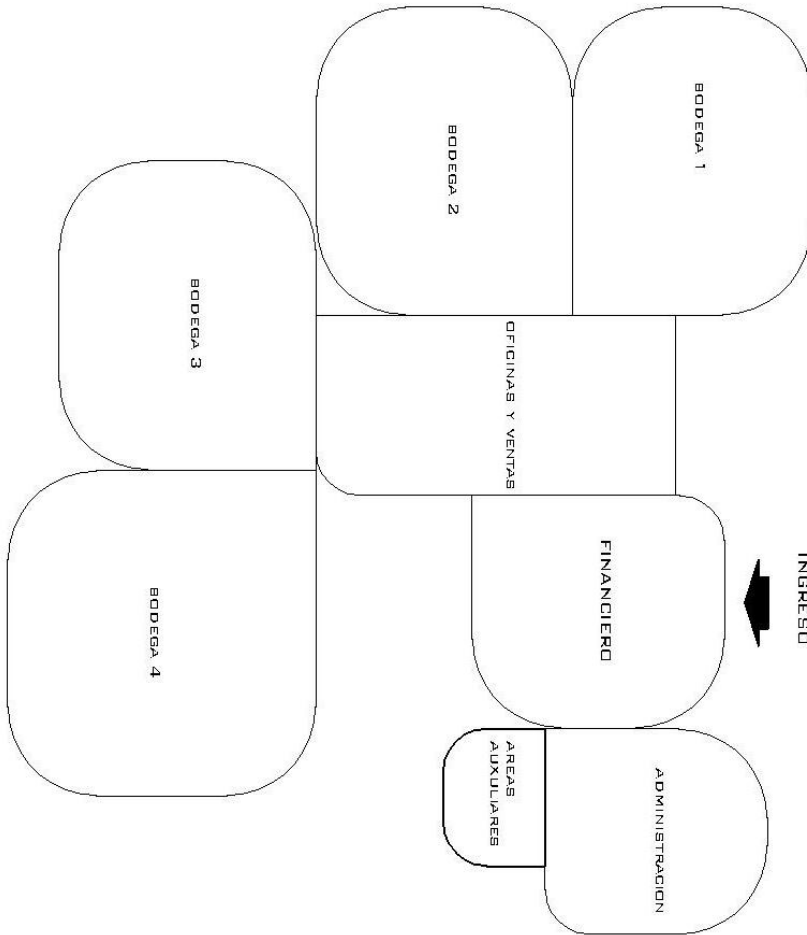 BODEGA 1
BODEGA 2
BODEGA 3
OFICINAS Y VENTAS
INGRESO
FINANCIERO
BODEGA 4
AREAS
AUXULIARES
ADMINISTRACION